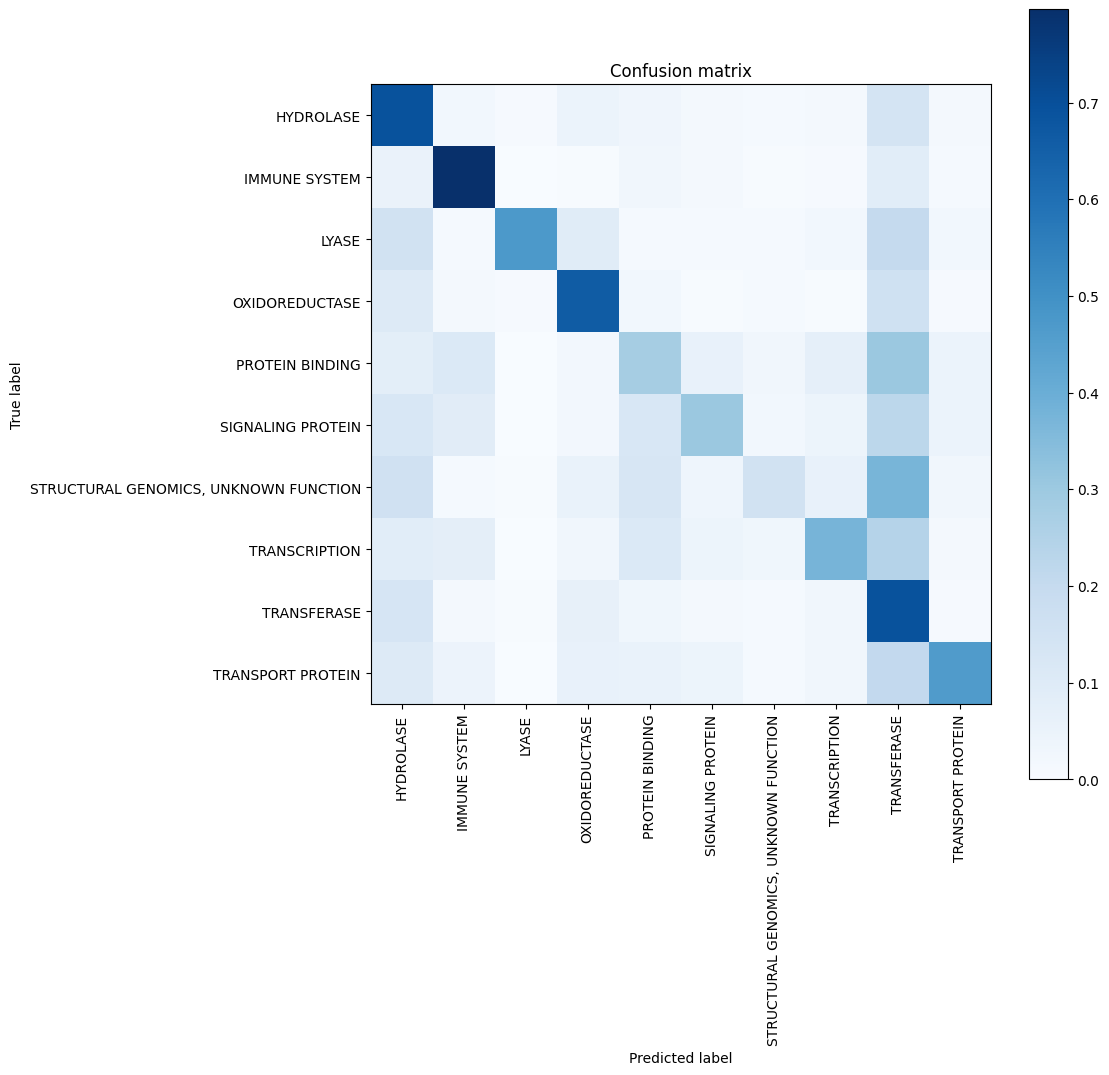 Confusion matrix
True label
HYDROLASE
IMMUNE SYSTEM
LYASE
OXIDOREDUCTASE
PROTEIN BINDING
SIGNALING PROTEIN
STRUCTURAL GENOMICS, UNKNOWN FUNCTION
TRANSCRIPTION
TRANSFERASE
TRANSPORT PROTEIN
HYDROLASE
IMMUNE SYSTEM
LYASE
OXIDOREDUCTASE
PROTEIN BINDING
SIGNALING PROTEIN
STRUCTURAL GENOMICS, UNKNOWN FUNCTION
TRANSCRIPTION
TRANSFERASE
TRANSPORT PROTEIN
Predicted label
0.7
0.6
0.5
0.4
0.3
0.2
0.1
0.0